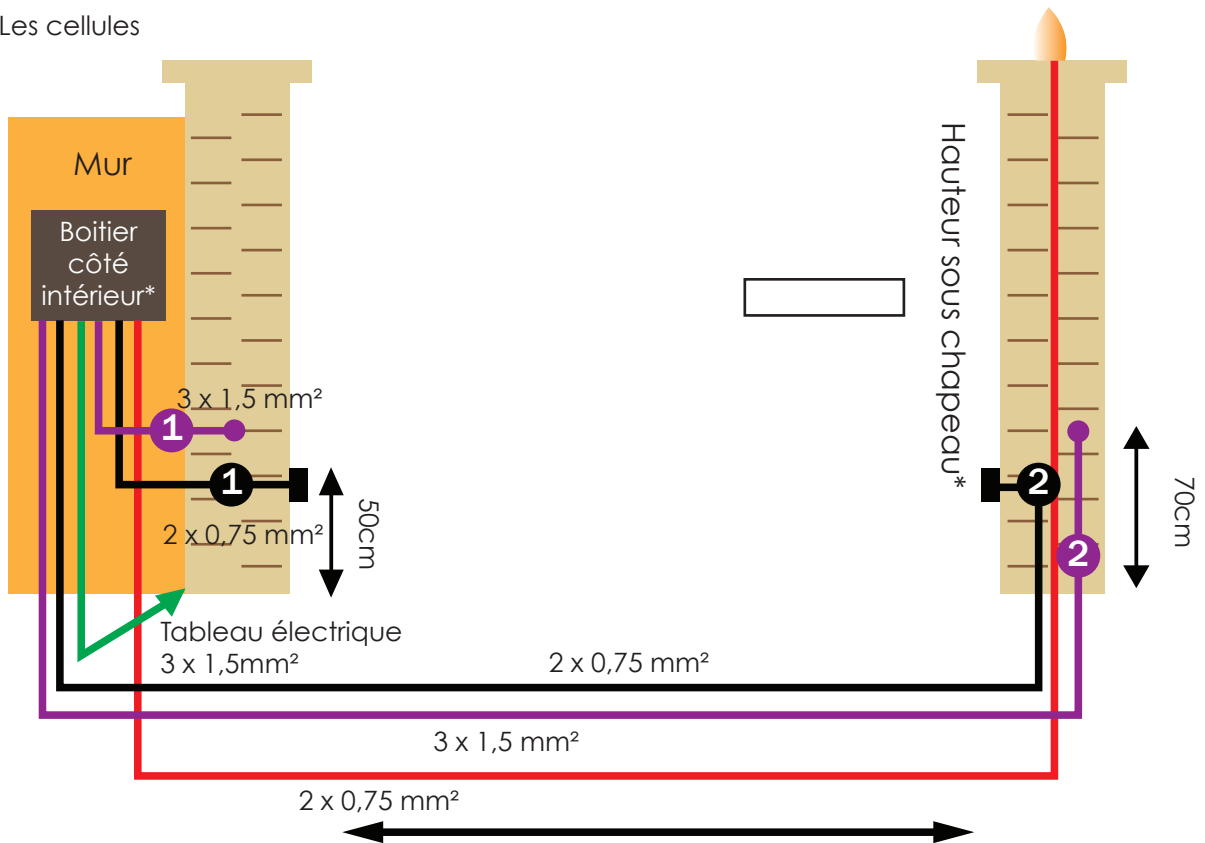 Les cellules
Mur
Boitier
côté
intérieur*
3 x 1,5 mm²
1
1
2 x 0,75 mm²
50cm
Hauteur sous chapeau*
2
2
70cm
Tableau électrique
3 x 1,5mm²
2 x 0,75 mm²
3 x 1,5 mm²
2 x 0,75 mm²